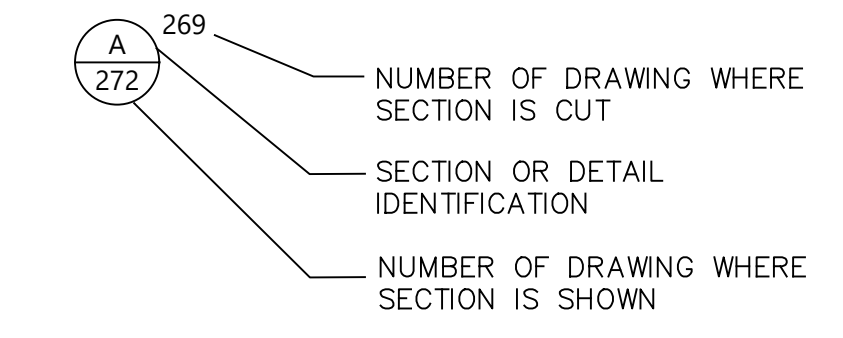 A
272
269
NUMBER OF DRAWING WHERE
SECTION IS CUT
SECTION OR DETAIL
IDENTIFICATION
NUMBER OF DRAWING WHERE
SECTION IS SHOWN